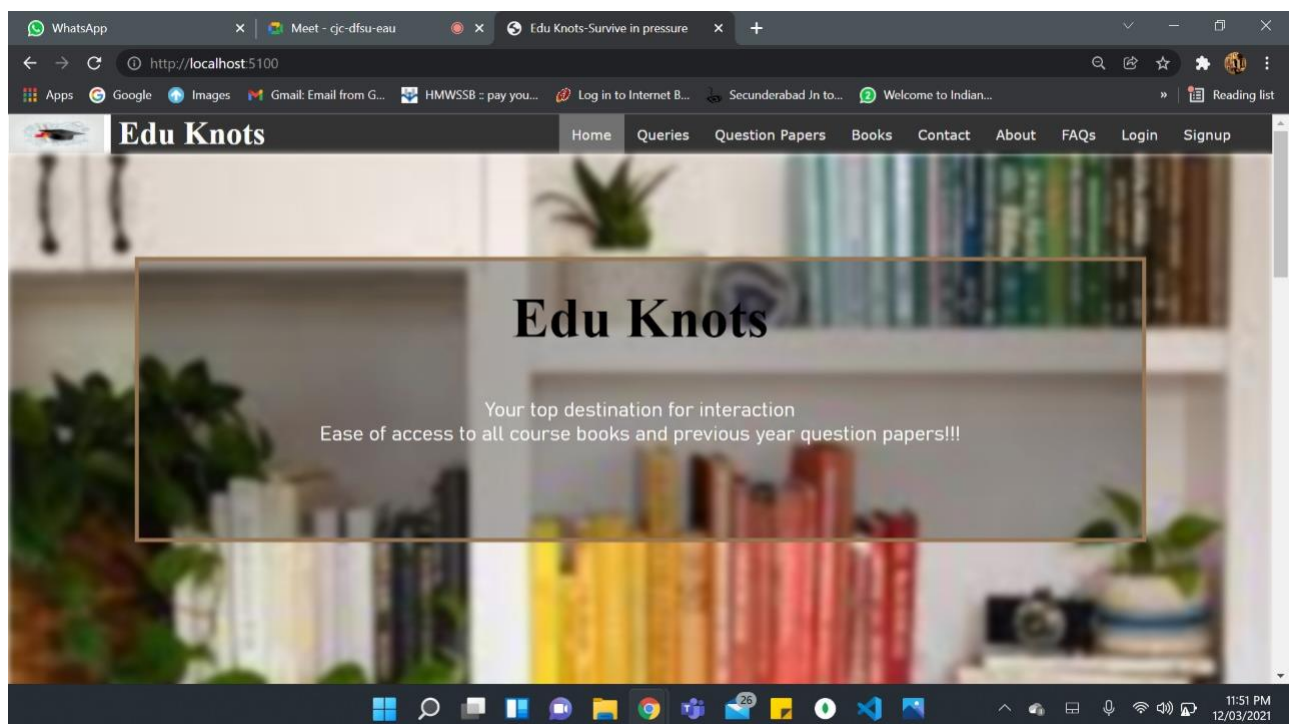 WhatsApp
Meet - cjc-dfsu-eau
Edu Knots-Survive in pressure
http://localhost:5100
Apps
Google
Images
Gmail: Email from G...
HMWSSB :: pay you...
Log in to Internet B...
Secunderabad Jn to...
Welcome to Indian...
»
Reading list
Edu Knots
Home
Queries
Question Papers
Books
Contact
About
FAQs
Login
Signup
Edu Knots
Your top destination for interaction
Ease of access to all course books and previous year question papers!!!
26
11:51 PM
12/03/2021